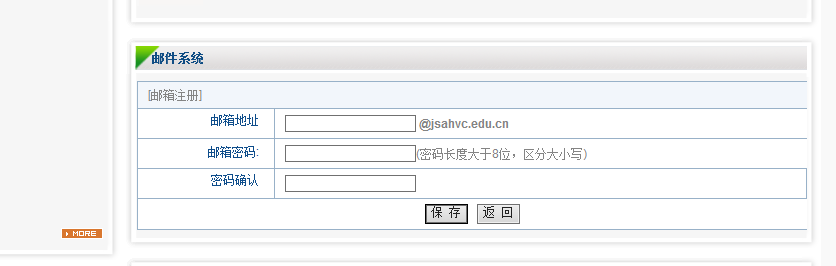 邮件系统
[邮箱注册]
邮箱地址 @jsahvc.edu.cn
邮箱密码: (密码长度大于8位，区分大小写)
密码确认
保 存 返 回
MORE